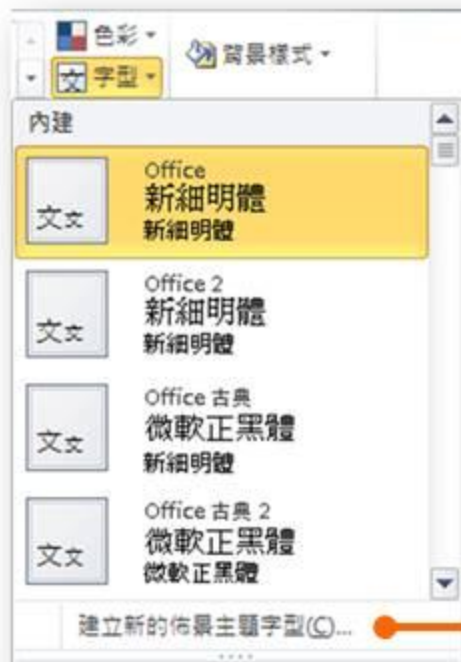 色彩
背景樣式
字型
內建
文文
Office
新細明體
新細明體
文文
Office 2
新細明體
新細明體
文文
Office 古典
微軟正黑體
新細明體
文文
Office 古典 2
微軟正黑體
微軟正黑體
建立新的佈景主題字型(C)...